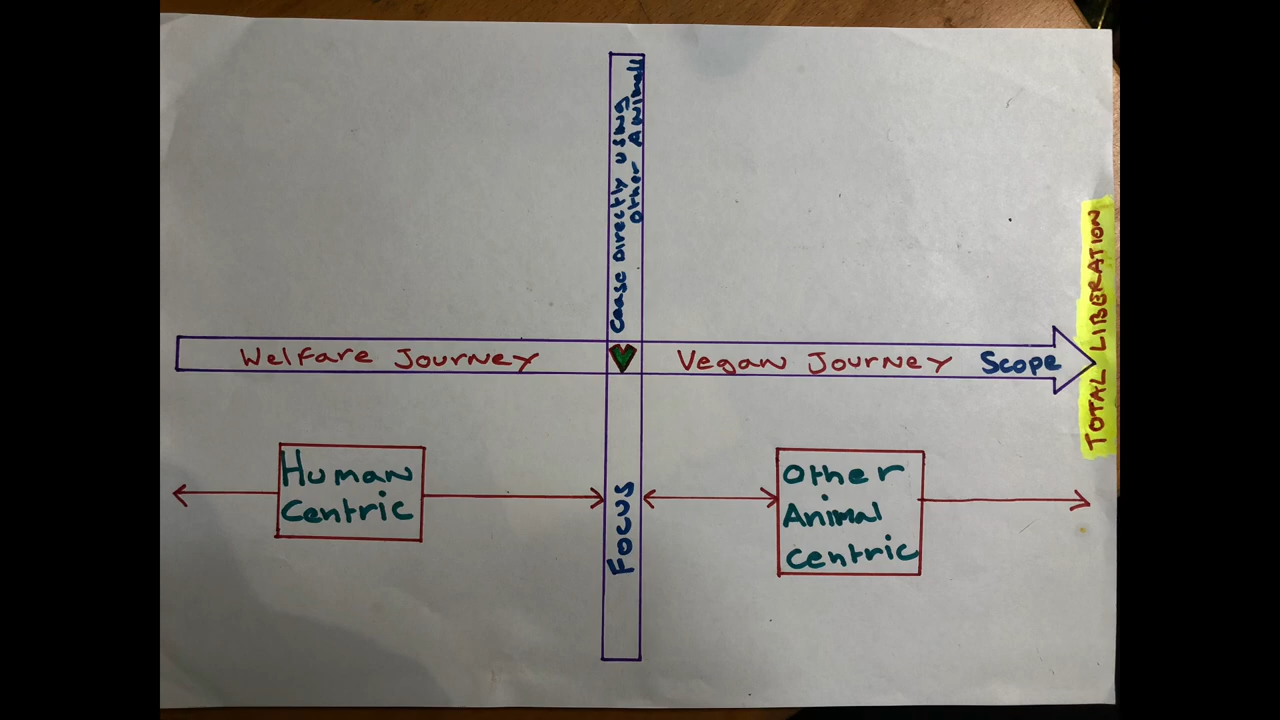 Cease Directly using
other Animals
Welfare Journey
Vegan Journey
Scope
TOTAL LIBERATION
Human
Centric
Focus
Other
Animal
Centric